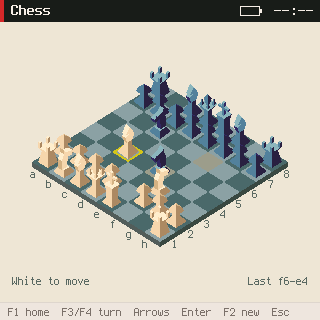 Chess --:--
8
7
6
5
4
3
2
1
a
b
c
d
e
f
g
h
White to move Last f6-e4
F1 home F3/F4 turn Arrows Enter F2 new Esc